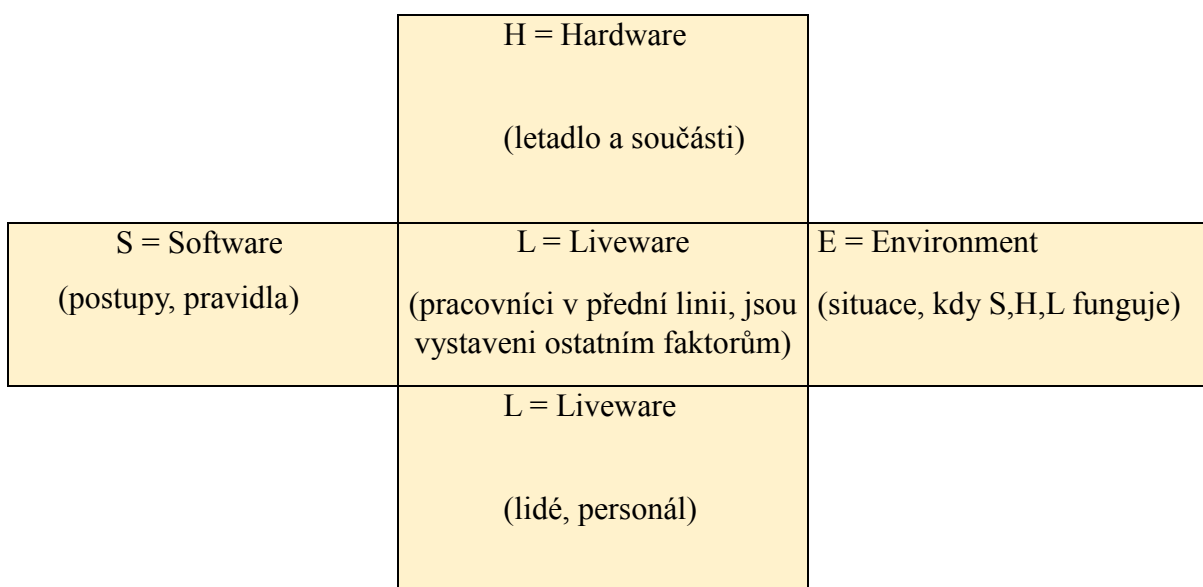 H = Hardware
(letadlo a součásti)
S = Software
(postupy, pravidla)
L = Liveware
(pracovníci v přední linii, jsou
vystaveni ostatním faktorům)
E = Environment
(situace, kdy S,H,L funguje)
L = Liveware
(lidé, personál)